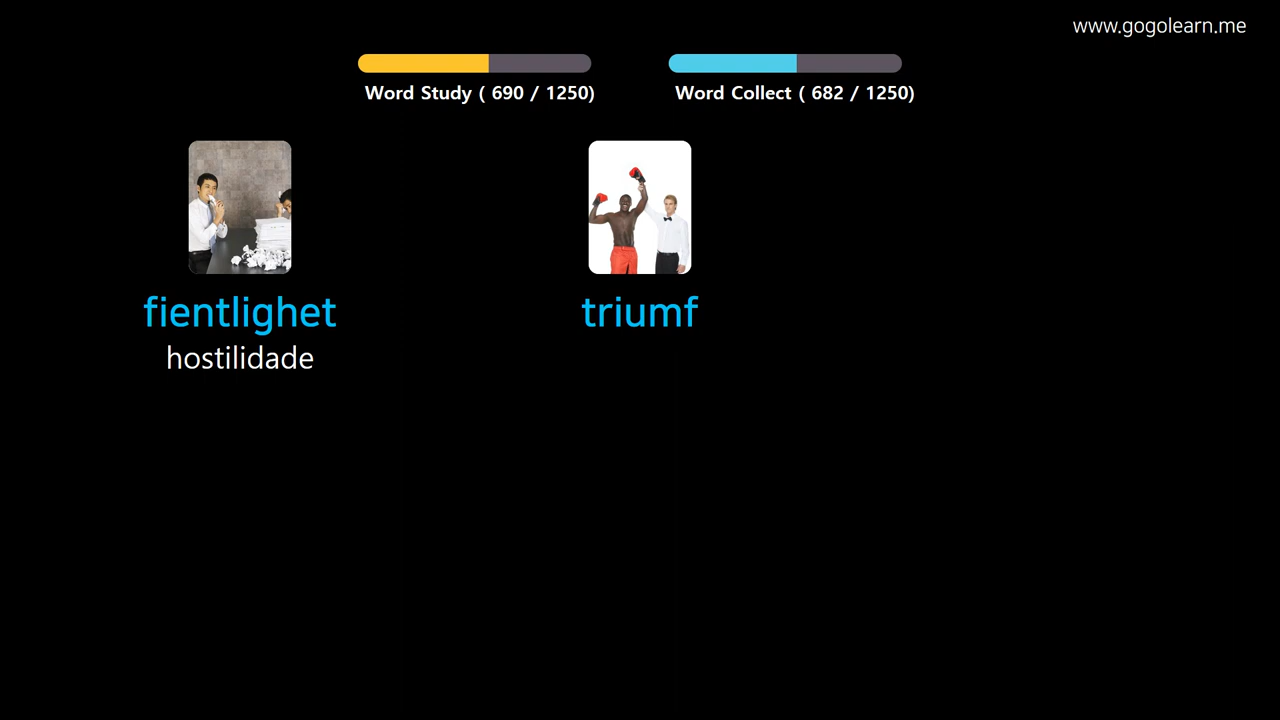 www.gogolearn.me
Word Study ( 690 / 1250)
Word Collect ( 682 / 1250)
fientlighet
triumf
hostilidade